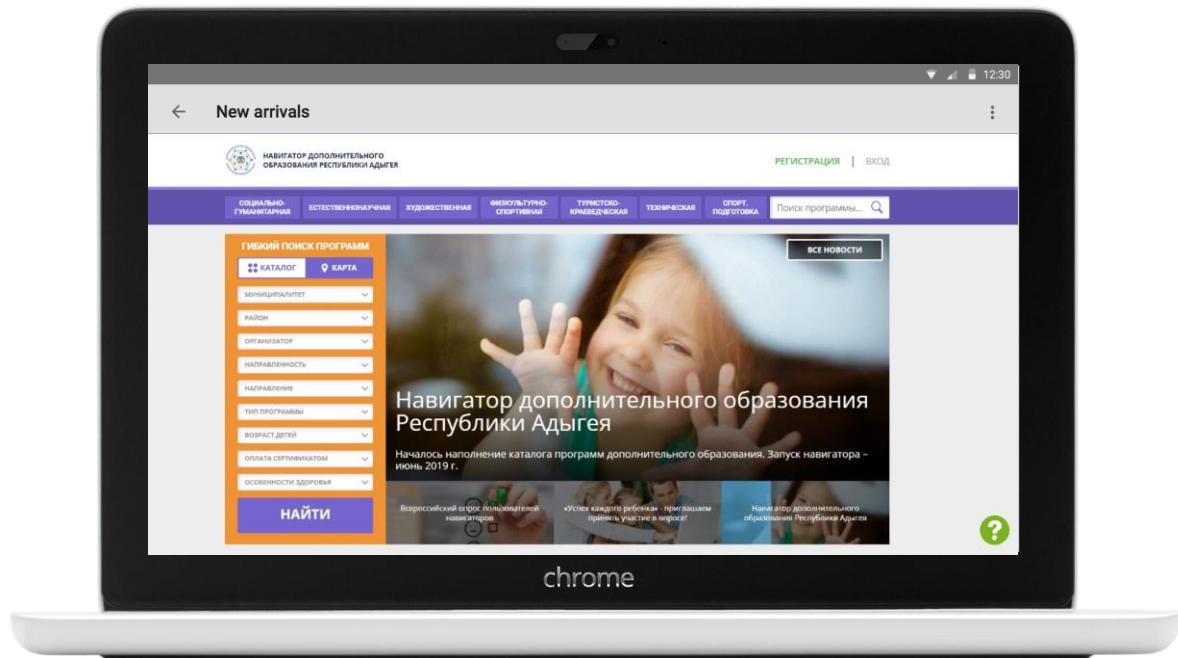 12:30
New arrivals
НАВИГАТОР ДОПОЛНИТЕЛЬНОГО
ОБРАЗОВАНИЯ РЕСПУБЛИКИ АДЫГЕЯ
РЕГИСТРАЦИЯ | ВХОД
СОЦИАЛЬНО-
ГУМАНИТАРНАЯ
ЕСТЕСТВЕННОНАУЧНАЯ
ХУДОЖЕСТВЕННАЯ
ФИЗКУЛЬТУРНО-
СПОРТИВНАЯ
ТУРИСТСКО-
КРАЕВЕДЧЕСКАЯ
ТЕХНИЧЕСКАЯ
СПОРТ.
ПОДГОТОВКА
Поиск программы...
ГИБКИЙ ПОИСК ПРОГРАММ
КАТАЛОГ
КАРТА
МУНИЦИПАЛИТЕТ
РАЙОН
ОРГАНИЗАТОР
НАПРАВЛЕННОСТЬ
НАПРАВЛЕНИЕ
ТИП ПРОГРАММЫ
ВОЗРАСТ ДЕТЕЙ
ОПЛАТА СЕРТИФИКАТОМ
ОСОБЕННОСТИ ЗДОРОВЬЯ
НАЙТИ
ВСЕ НОВОСТИ
Навигатор дополнительного образования
Республики Адыгея
Началось наполнение каталога программ дополнительного образования. Запуск навигатора –
июнь 2019 г.
Всероссийский опрос пользователей
навигаторов
«Успех каждого ребенка» - приглашаем
принять участие в опросе!
Навигатор дополнительного
образования Республики Адыгея
?
chrome